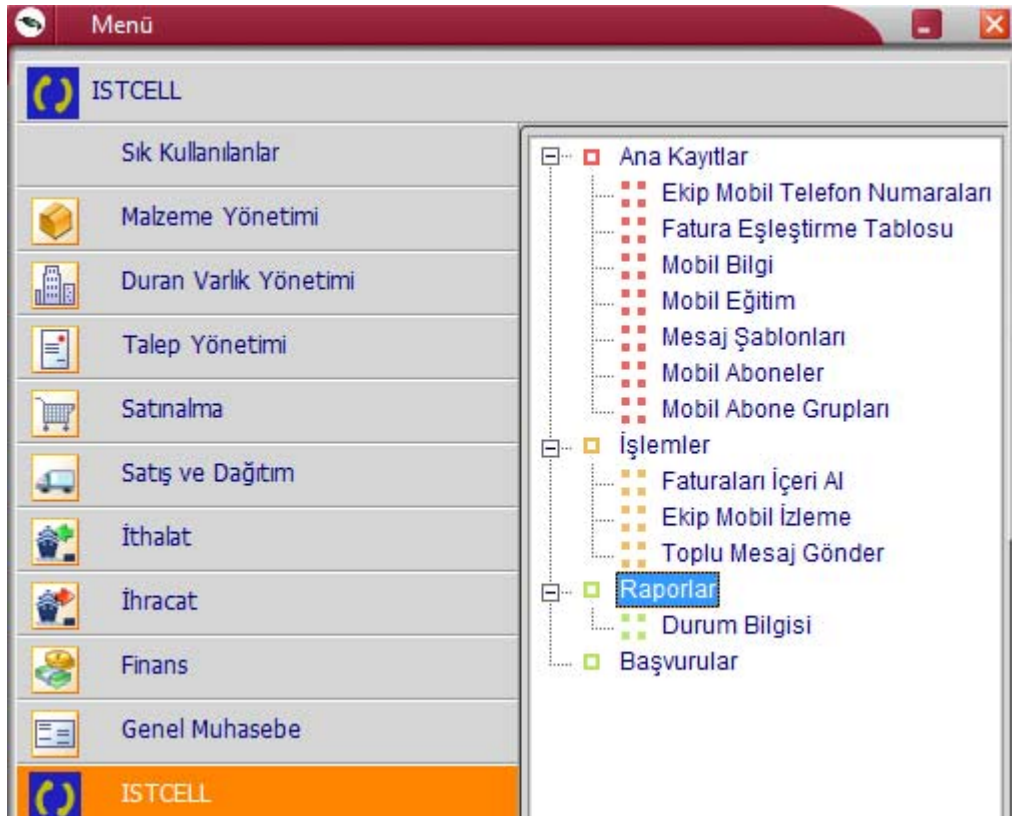 Menü
ISTCELL
Sık Kullanılanlar
Malzeme Yönetimi
Duran Varlık Yönetimi
Talep Yönetimi
Satınalma
Satış ve Dağıtım
İthalat
İhracat
Finans
Genel Muhasebe
ISTCELL
Ana Kayıtlar
Ekip Mobil Telefon Numaraları
Fatura Eşleştirme Tablosu
Mobil Bilgi
Mobil Eğitim
Mesaj Şablonları
Mobil Aboneler
Mobil Abone Grupları
İşlemler
Faturaları İçeri Al
Ekip Mobil İzleme
Toplu Mesaj Gönder
Raporlar
Durum Bilgisi
Başvurular